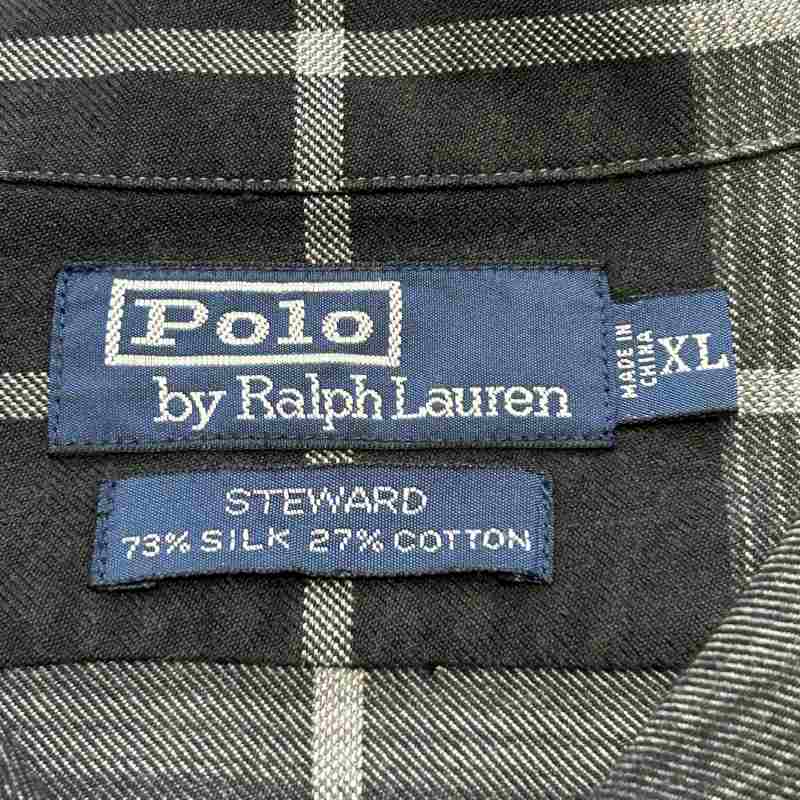 Polo
by Ralph Lauren
MADE IN
CHINA
XL
STEWARD
73% SILK 27% COTTON